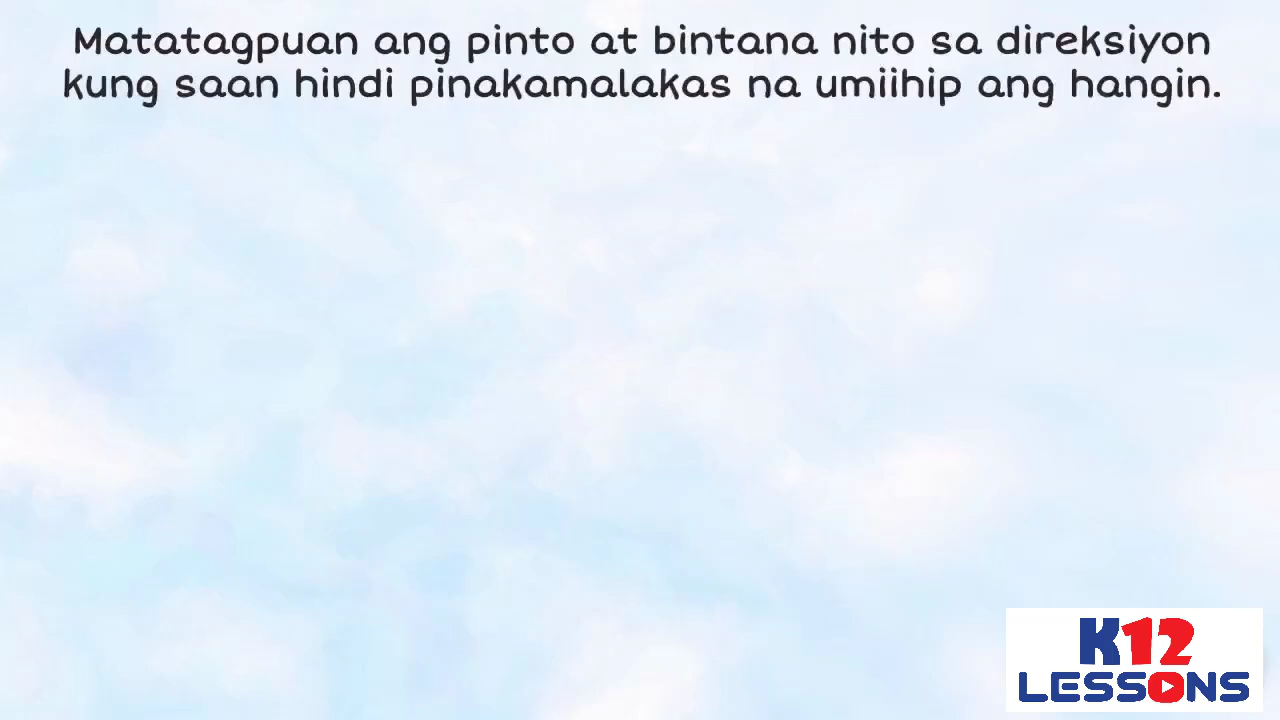 Matatagpuan ang pinto at bintana nito sa direksiyon
kung saan hindi pinakamalakas na umiihip ang hangin.
K12
LESSONS